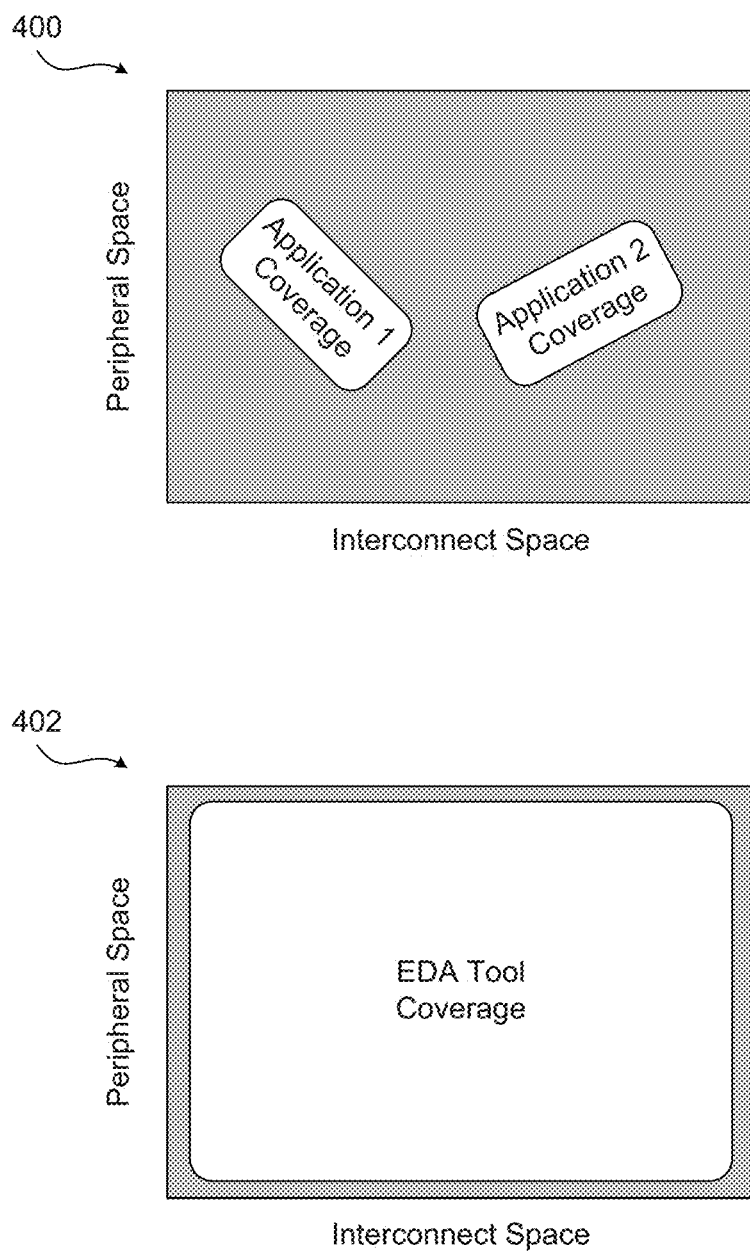 400
Peripheral Space
Application 1
Coverage
Application 2
Coverage
Interconnect Space
402
Peripheral Space
EDA Tool
Coverage
Interconnect Space